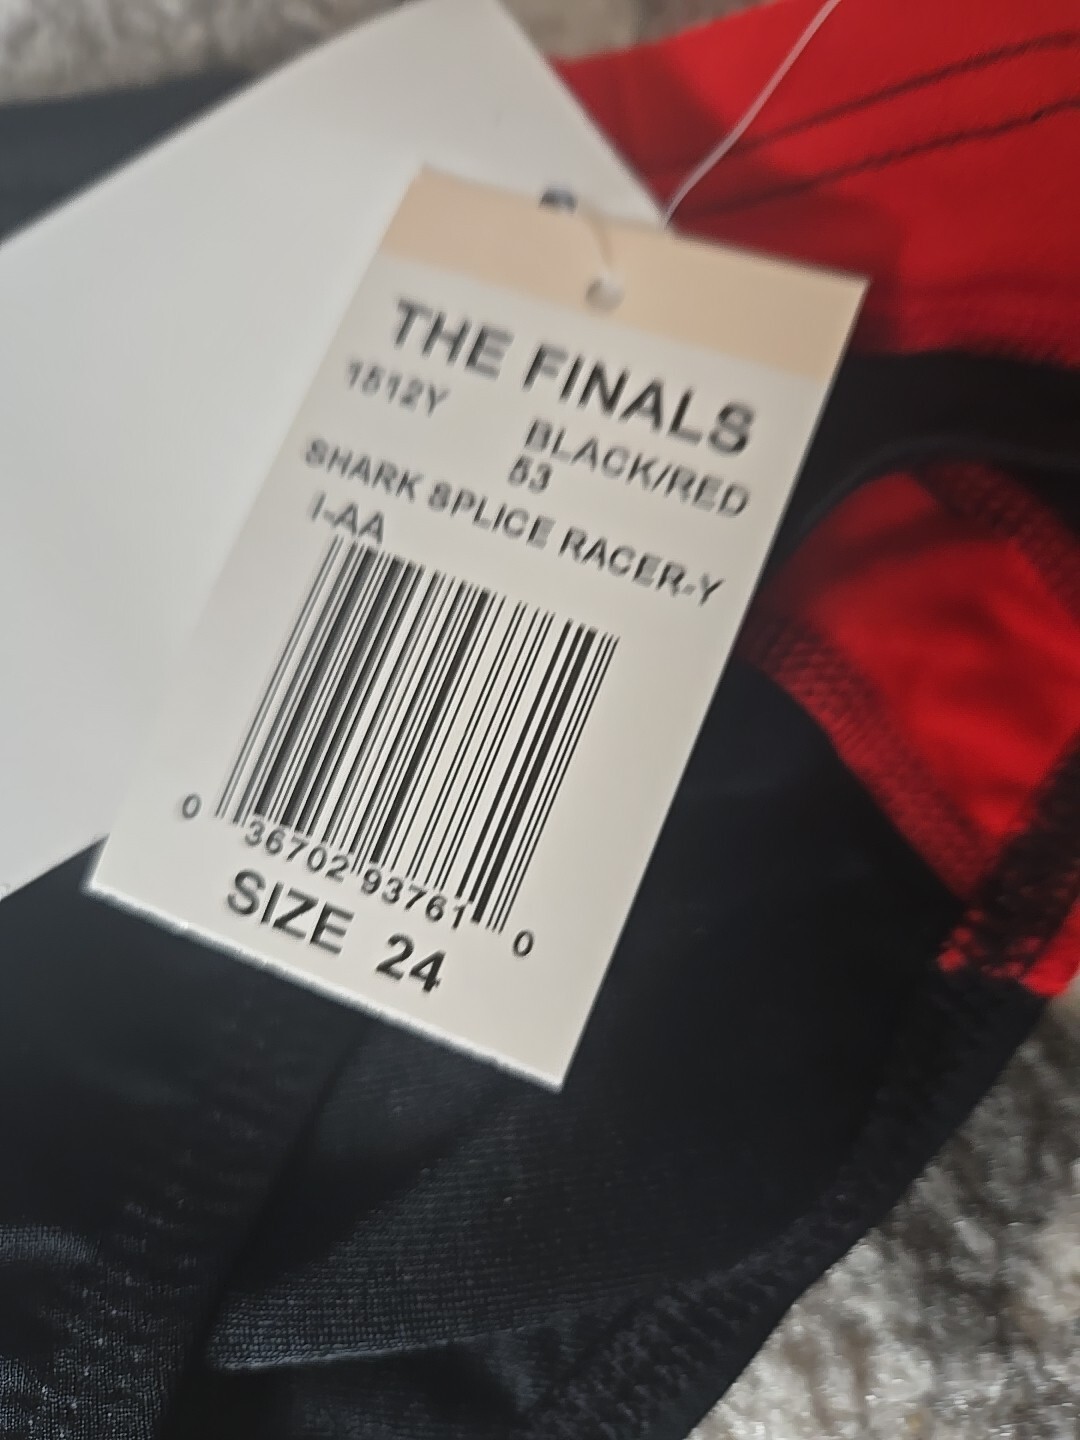 THE FINALS
1512Y
BLACK/RED
53
SHARK SPLICE RACER-Y
I-AA
0 36702 93761 0
SIZE 24